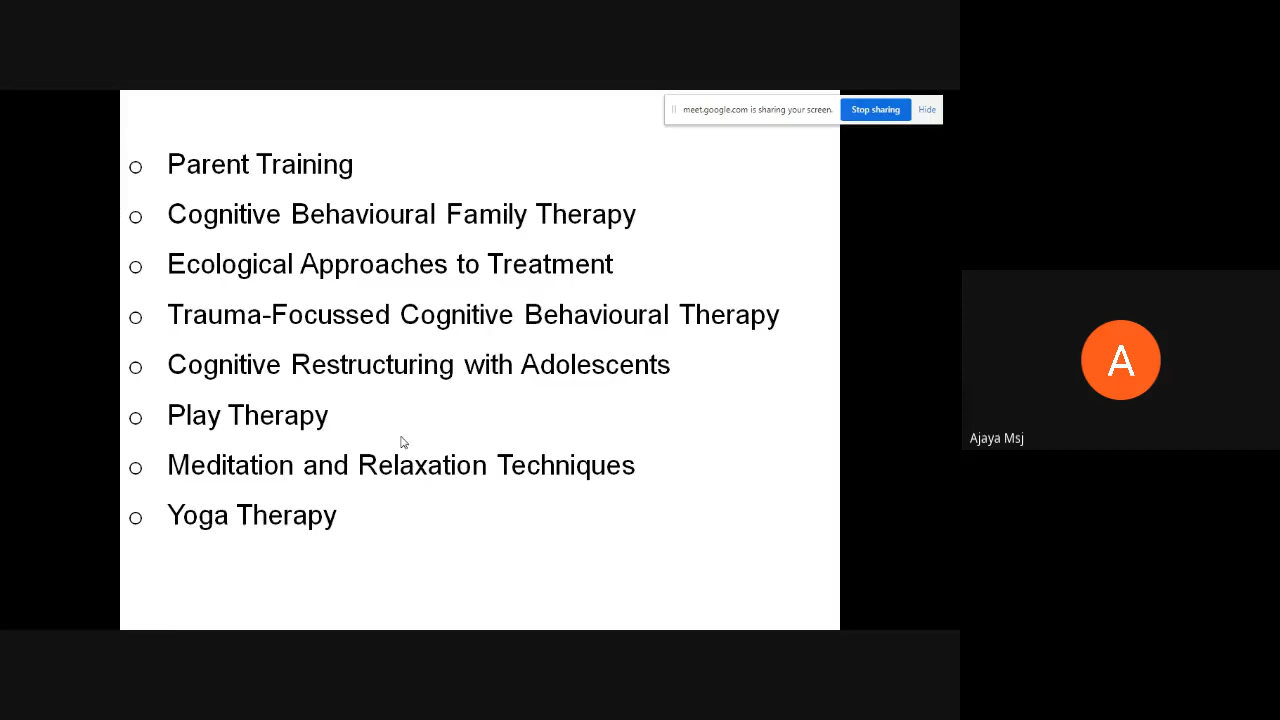 meet.google.com is sharing your screen. Stop sharing Hide
o Parent Training
o Cognitive Behavioural Family Therapy
o Ecological Approaches to Treatment
o Trauma-Focussed Cognitive Behavioural Therapy
o Cognitive Restructuring with Adolescents
o Play Therapy
o Meditation and Relaxation Techniques
o Yoga Therapy
A
Ajaya Msj